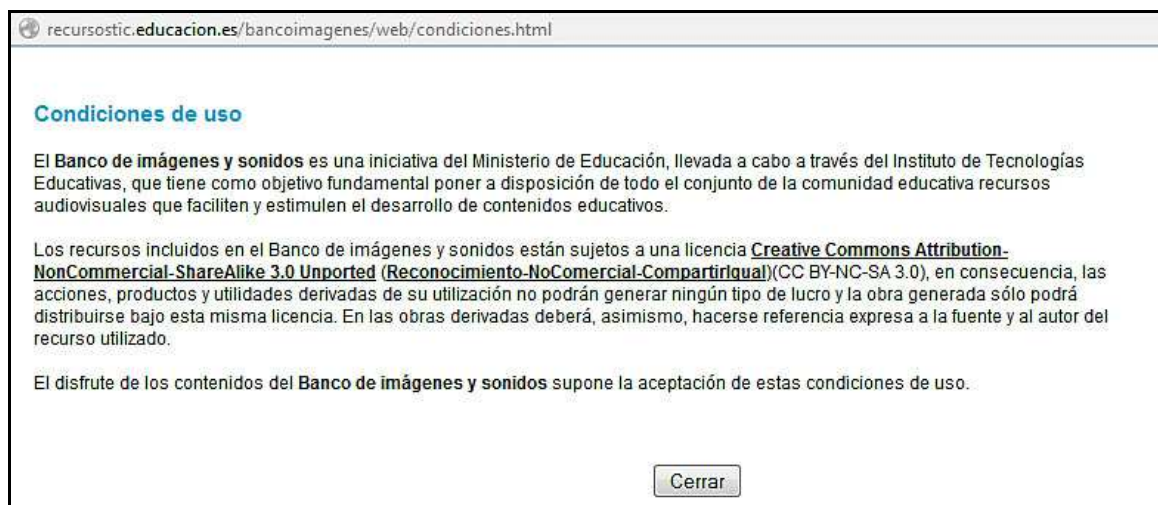 recursostic.educacion.es/bancoimagenes/web/condiciones.html
Condiciones de uso
El Banco de imágenes y sonidos es una iniciativa del Ministerio de Educación, llevada a cabo a través del Instituto de Tecnologías
Educativas, que tiene como objetivo fundamental poner a disposición de todo el conjunto de la comunidad educativa recursos
audiovisuales que faciliten y estimulen el desarrollo de contenidos educativos.
Los recursos incluidos en el Banco de imágenes y sonidos están sujetos a una licencia Creative Commons Attribution-
NonCommercial-ShareAlike 3.0 Unported (Reconocimiento-NoComercial-CompartirIgual)(CC BY-NC-SA 3.0), en consecuencia, las
acciones, productos y utilidades derivadas de su utilización no podrán generar ningún tipo de lucro y la obra generada sólo podrá
distribuirse bajo esta misma licencia. En las obras derivadas deberá, asimismo, hacerse referencia expresa a la fuente y al autor del
recurso utilizado.
El disfrute de los contenidos del Banco de imágenes y sonidos supone la aceptación de estas condiciones de uso.
Cerrar